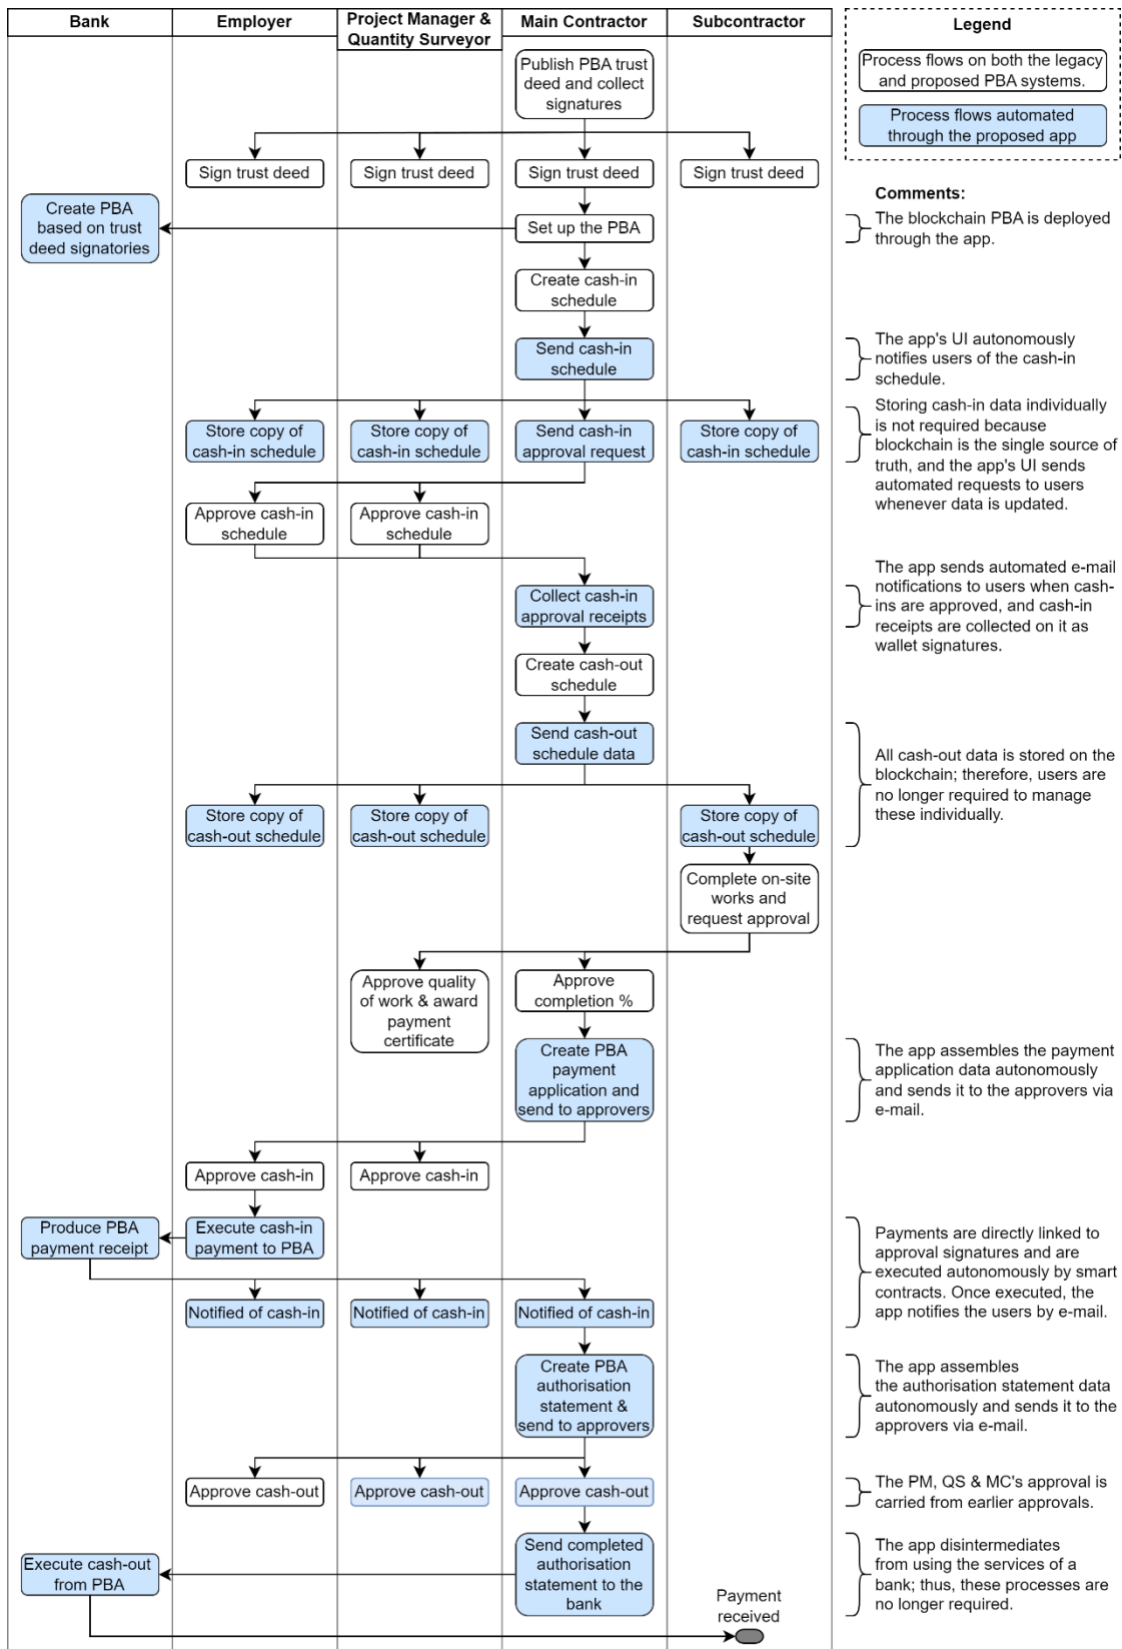 Bank
Employer
Project Manager &
Quantity Surveyor
Main Contractor
Subcontractor
Legend
Process flows on both the legacy
and proposed PBA systems.
Process flows automated
through the proposed app
Publish PBA trust
deed and collect
signatures
Sign trust deed
Sign trust deed
Sign trust deed
Sign trust deed
Comments:
Create PBA
based on trust
deed signatories
Set up the PBA
The blockchain PBA is deployed
through the app.
Create cash-in
schedule
Send cash-in
schedule
The app's UI autonomously
notifies users of the cash-in
schedule.
Store copy of
cash-in schedule
Store copy of
cash-in schedule
Send cash-in
approval request
Store copy of
cash-in schedule
Storing cash-in data individually
is not required because
blockchain is the single source of
truth, and the app's UI sends
automated requests to users
whenever data is updated.
Approve cash-in
schedule
Approve cash-in
schedule
Collect cash-in
approval receipts
The app sends automated e-mail
notifications to users when cash-
ins are approved, and cash-in
receipts are collected on it as
wallet signatures.
Create cash-out
schedule
Send cash-out
schedule data
Store copy of
cash-out schedule
Store copy of
cash-out schedule
Store copy of
cash-out schedule
All cash-out data is stored on the
blockchain; therefore, users are
no longer required to manage
these individually.
Complete on-site
works and
request approval
Approve quality
of work & award
payment
certificate
Approve
completion %
Create PBA
payment
application and
send to approvers
The app assembles the payment
application data autonomously
and sends it to the approvers via
e-mail.
Approve cash-in
Approve cash-in
Produce PBA
payment receipt
Execute cash-in
payment to PBA
Notified of cash-in
Notified of cash-in
Notified of cash-in
Payments are directly linked to
approval signatures and are
executed autonomously by smart
contracts. Once executed, the
app notifies the users by e-mail.
Create PBA
authorisation
statement &
send to approvers
The app assembles
the authorisation statement data
autonomously and sends it to the
approvers via e-mail.
Approve cash-out
Approve cash-out
Approve cash-out
The PM, QS & MC's approval is
carried from earlier approvals.
Execute cash-out
from PBA
Send completed
authorisation
statement to the
bank
The app disintermediates
from using the services of a
bank; thus, these processes are
no longer required.
Payment
received